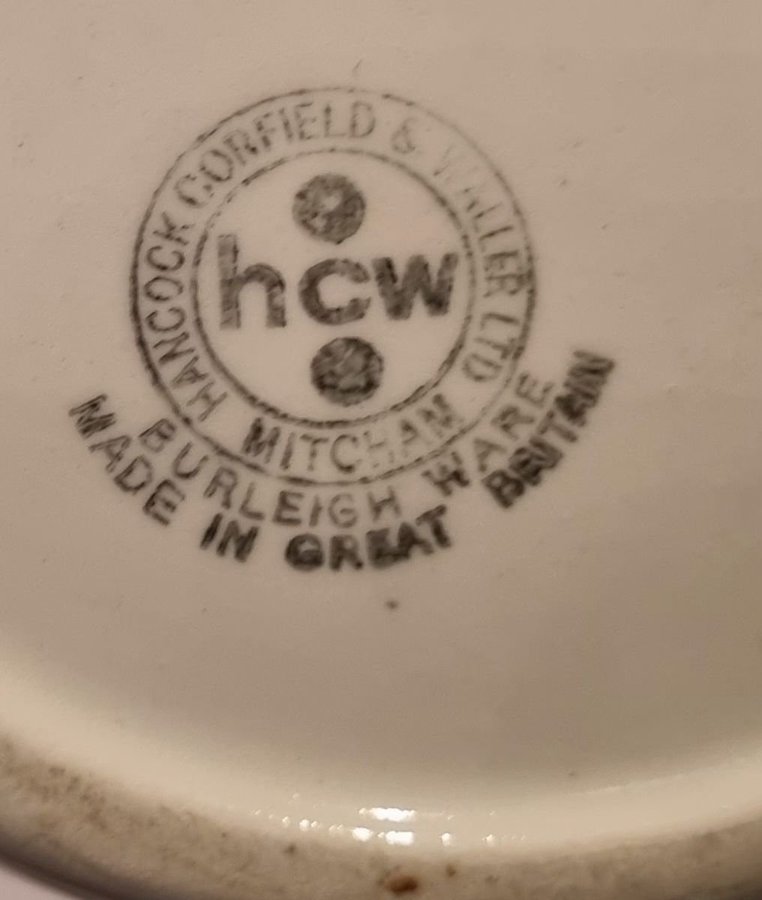 HANCOCK CORFIELD & WALLER LTD
hcw
MITCHAM
BURLEIGH WARE
MADE IN GREAT BRITAIN